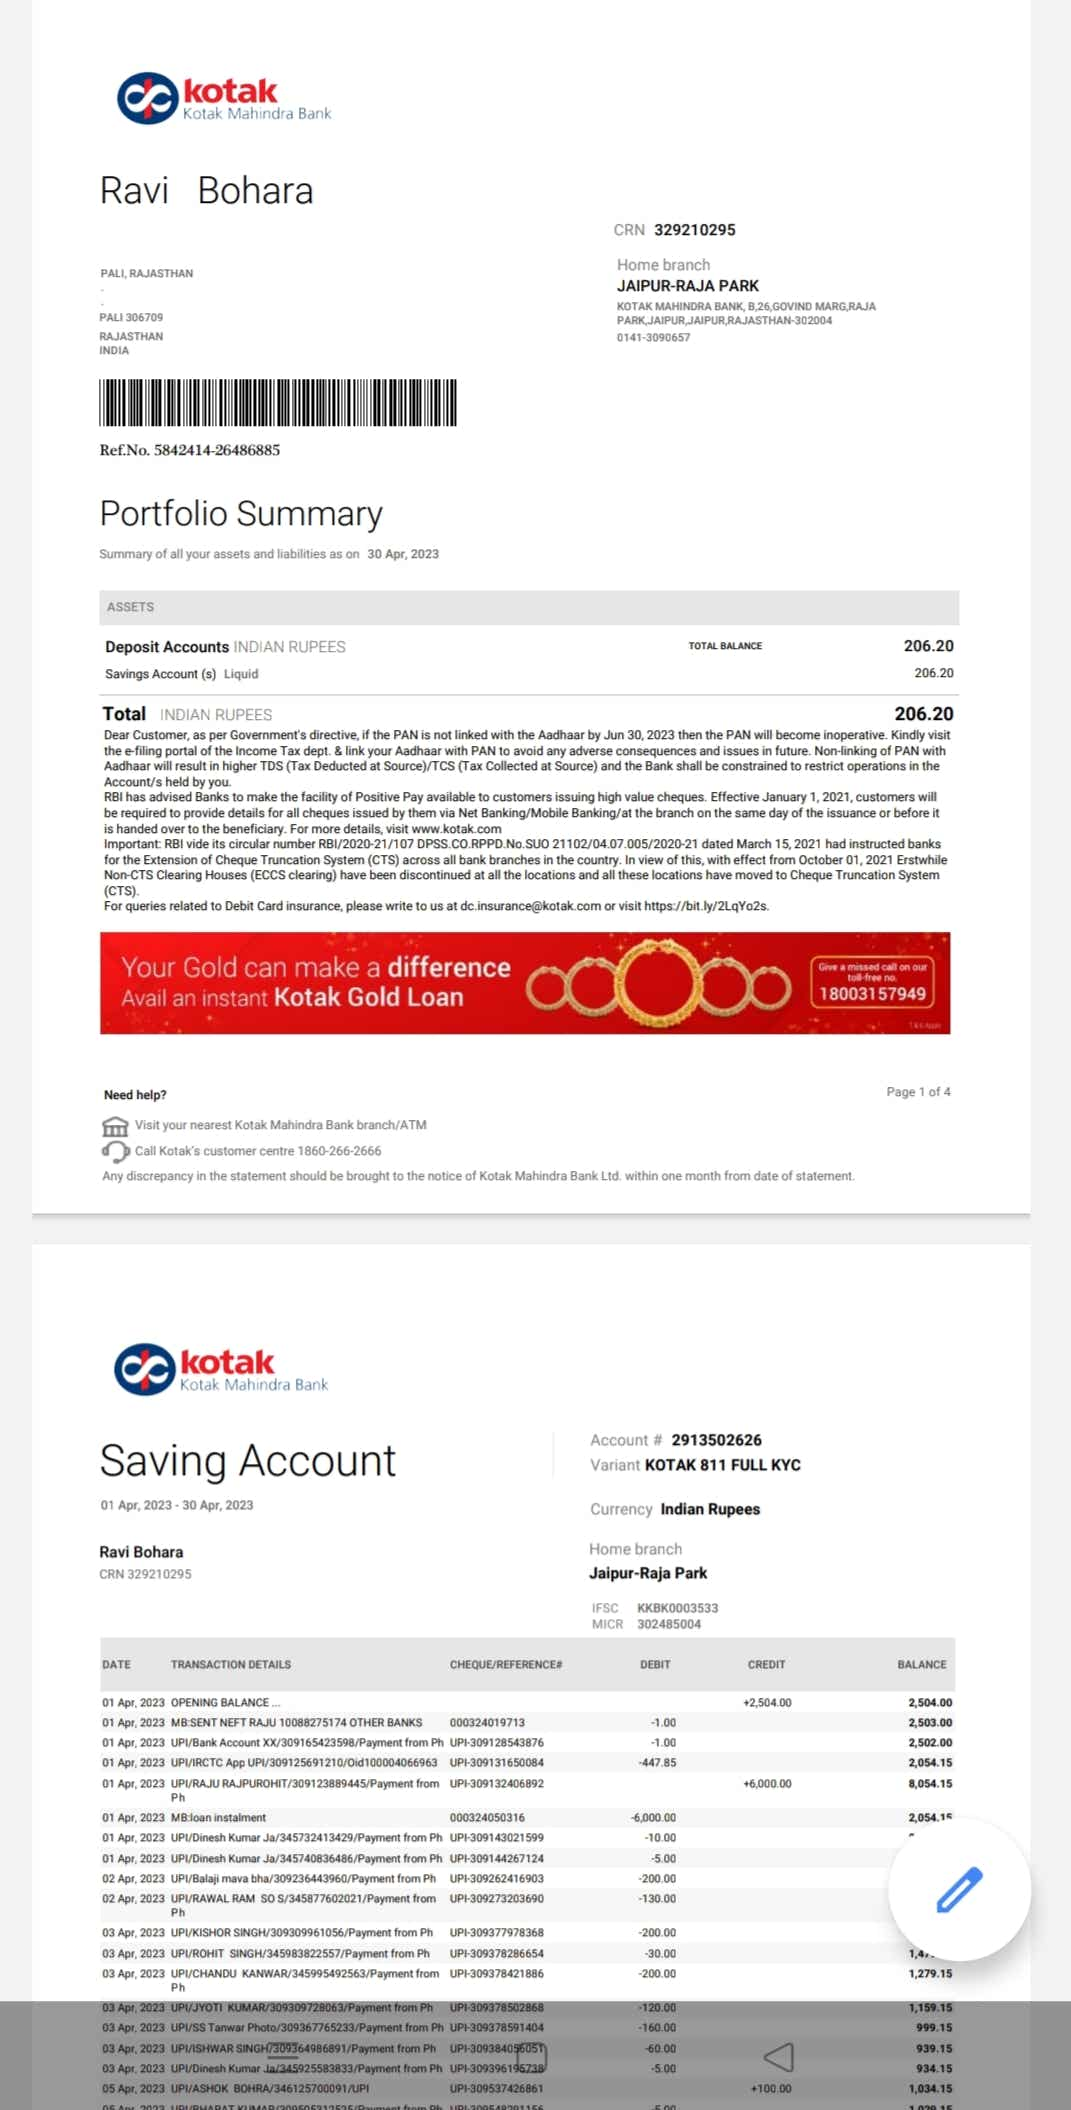 kotak
Kotak Mahindra Bank
Ravi Bohara
CRN 329210295
PALI, RAJASTHAN
.
.
PALI 306709
RAJASTHAN
INDIA
Home branch
JAIPUR-RAJA PARK
KOTAK MAHINDRA BANK, B,26,GOVIND MARG,RAJA
PARK,JAIPUR,JAIPUR,RAJASTHAN-302004
0141-3090657
Ref.No. 5842414-26486885
Portfolio Summary
Summary of all your assets and liabilities as on 30 Apr, 2023
ASSETS
Deposit Accounts INDIAN RUPEES TOTAL BALANCE 206.20
Savings Account (s) Liquid 206.20
Total INDIAN RUPEES 206.20
Dear Customer, as per Government's directive, if the PAN is not linked with the Aadhaar by Jun 30, 2023 then the PAN will become inoperative. Kindly visit
the e-filing portal of the Income Tax dept. & link your Aadhaar with PAN to avoid any adverse consequences and issues in future. Non-linking of PAN with
Aadhaar will result in higher TDS (Tax Deducted at Source)/TCS (Tax Collected at Source) and the Bank shall be constrained to restrict operations in the
Account/s held by you.
RBI has advised Banks to make the facility of Positive Pay available to customers issuing high value cheques. Effective January 1, 2021, customers will
be required to provide details for all cheques issued by them via Net Banking/Mobile Banking/at the branch on the same day of the issuance or before it
is handed over to the beneficiary. For more details, visit www.kotak.com
Important: RBI vide its circular number RBI/2020-21/107 DPSS.CO.RPPD.No.SUO 21102/04.07.005/2020-21 dated March 15, 2021 had instructed banks
for the Extension of Cheque Truncation System (CTS) across all bank branches in the country. In view of this, with effect from October 01, 2021 Erstwhile
Non-CTS Clearing Houses (ECCS clearing) have been discontinued at all the locations and all these locations have moved to Cheque Truncation System
(CTS).
For queries related to Debit Card insurance, please write to us at dc.insurance@kotak.com or visit https://bit.ly/2LqYo2s.
Your Gold can make a difference
Avail an instant Kotak Gold Loan
Give a missed call on our
toll-free no.
18003157949
T&C Apply
Need help?
Page 1 of 4
Visit your nearest Kotak Mahindra Bank branch/ATM
Call Kotak's customer centre 1860-266-2666
Any discrepancy in the statement should be brought to the notice of Kotak Mahindra Bank Ltd. within one month from date of statement.
kotak
Kotak Mahindra Bank
Saving Account
01 Apr, 2023 - 30 Apr, 2023
Ravi Bohara
CRN 329210295
Account # 2913502626
Variant KOTAK 811 FULL KYC
Currency Indian Rupees
Home branch
Jaipur-Raja Park
IFSC KKBK0003533
MICR 302485004
DATE TRANSACTION DETAILS CHEQUE/REFERENCE# DEBIT CREDIT BALANCE
01 Apr, 2023 OPENING BALANCE ... +2,504.00 2,504.00
01 Apr, 2023 MB:SENT NEFT RAJU 10088275174 OTHER BANKS 000324019713 -1.00 2,503.00
01 Apr, 2023 UPI/Bank Account XX/309165423598/Payment from Ph UPI-309128543876 -1.00 2,502.00
01 Apr, 2023 UPI/IRCTC App UPI/309125691210/Oid100004066963 UPI-309131650084 -447.85 2,054.15
01 Apr, 2023 UPI/RAJU RAJPUROHIT/309123889445/Payment from UPI-309132406892 +6,000.00 8,054.15
Ph
01 Apr, 2023 MB:loan instalment 000324050316 -6,000.00 2,054.15
01 Apr, 2023 UPI/Dinesh Kumar Ja/345732413429/Payment from Ph UPI-309143021599 -10.00
01 Apr, 2023 UPI/Dinesh Kumar Ja/345740836486/Payment from Ph UPI-309144267124 -5.00
02 Apr, 2023 UPI/Balaji mava bha/309236443960/Payment from Ph UPI-309262416903 -200.00
02 Apr, 2023 UPI/RAWAL RAM SO S/345877602021/Payment from UPI-309273203690 -130.00
Ph
03 Apr, 2023 UPI/KISHOR SINGH/309309961056/Payment from Ph UPI-309377978368 -200.00
03 Apr, 2023 UPI/ROHIT SINGH/345983822557/Payment from Ph UPI-309378286654 -30.00
03 Apr, 2023 UPI/CHANDU KANWAR/345995492563/Payment from UPI-309378421886 -200.00 1,279.15
Ph
03 Apr, 2023 UPI/JYOTI KUMAR/309309728063/Payment from Ph UPI-309378502868 -120.00 1,159.15
03 Apr, 2023 UPI/SS Tanwar Photo/309367765233/Payment from Ph UPI-309378591404 -160.00 999.15
03 Apr, 2023 UPI/ISHWAR SINGH/309364986891/Payment from Ph UPI-309384056051 -60.00 939.15
03 Apr, 2023 UPI/Dinesh Kumar Ja/345925583833/Payment from Ph UPI-309396195738 -5.00 934.15
05 Apr, 2023 UPI/ASHOK BOHRA/346125700091/UPI UPI-309537426861 +100.00 1,034.15